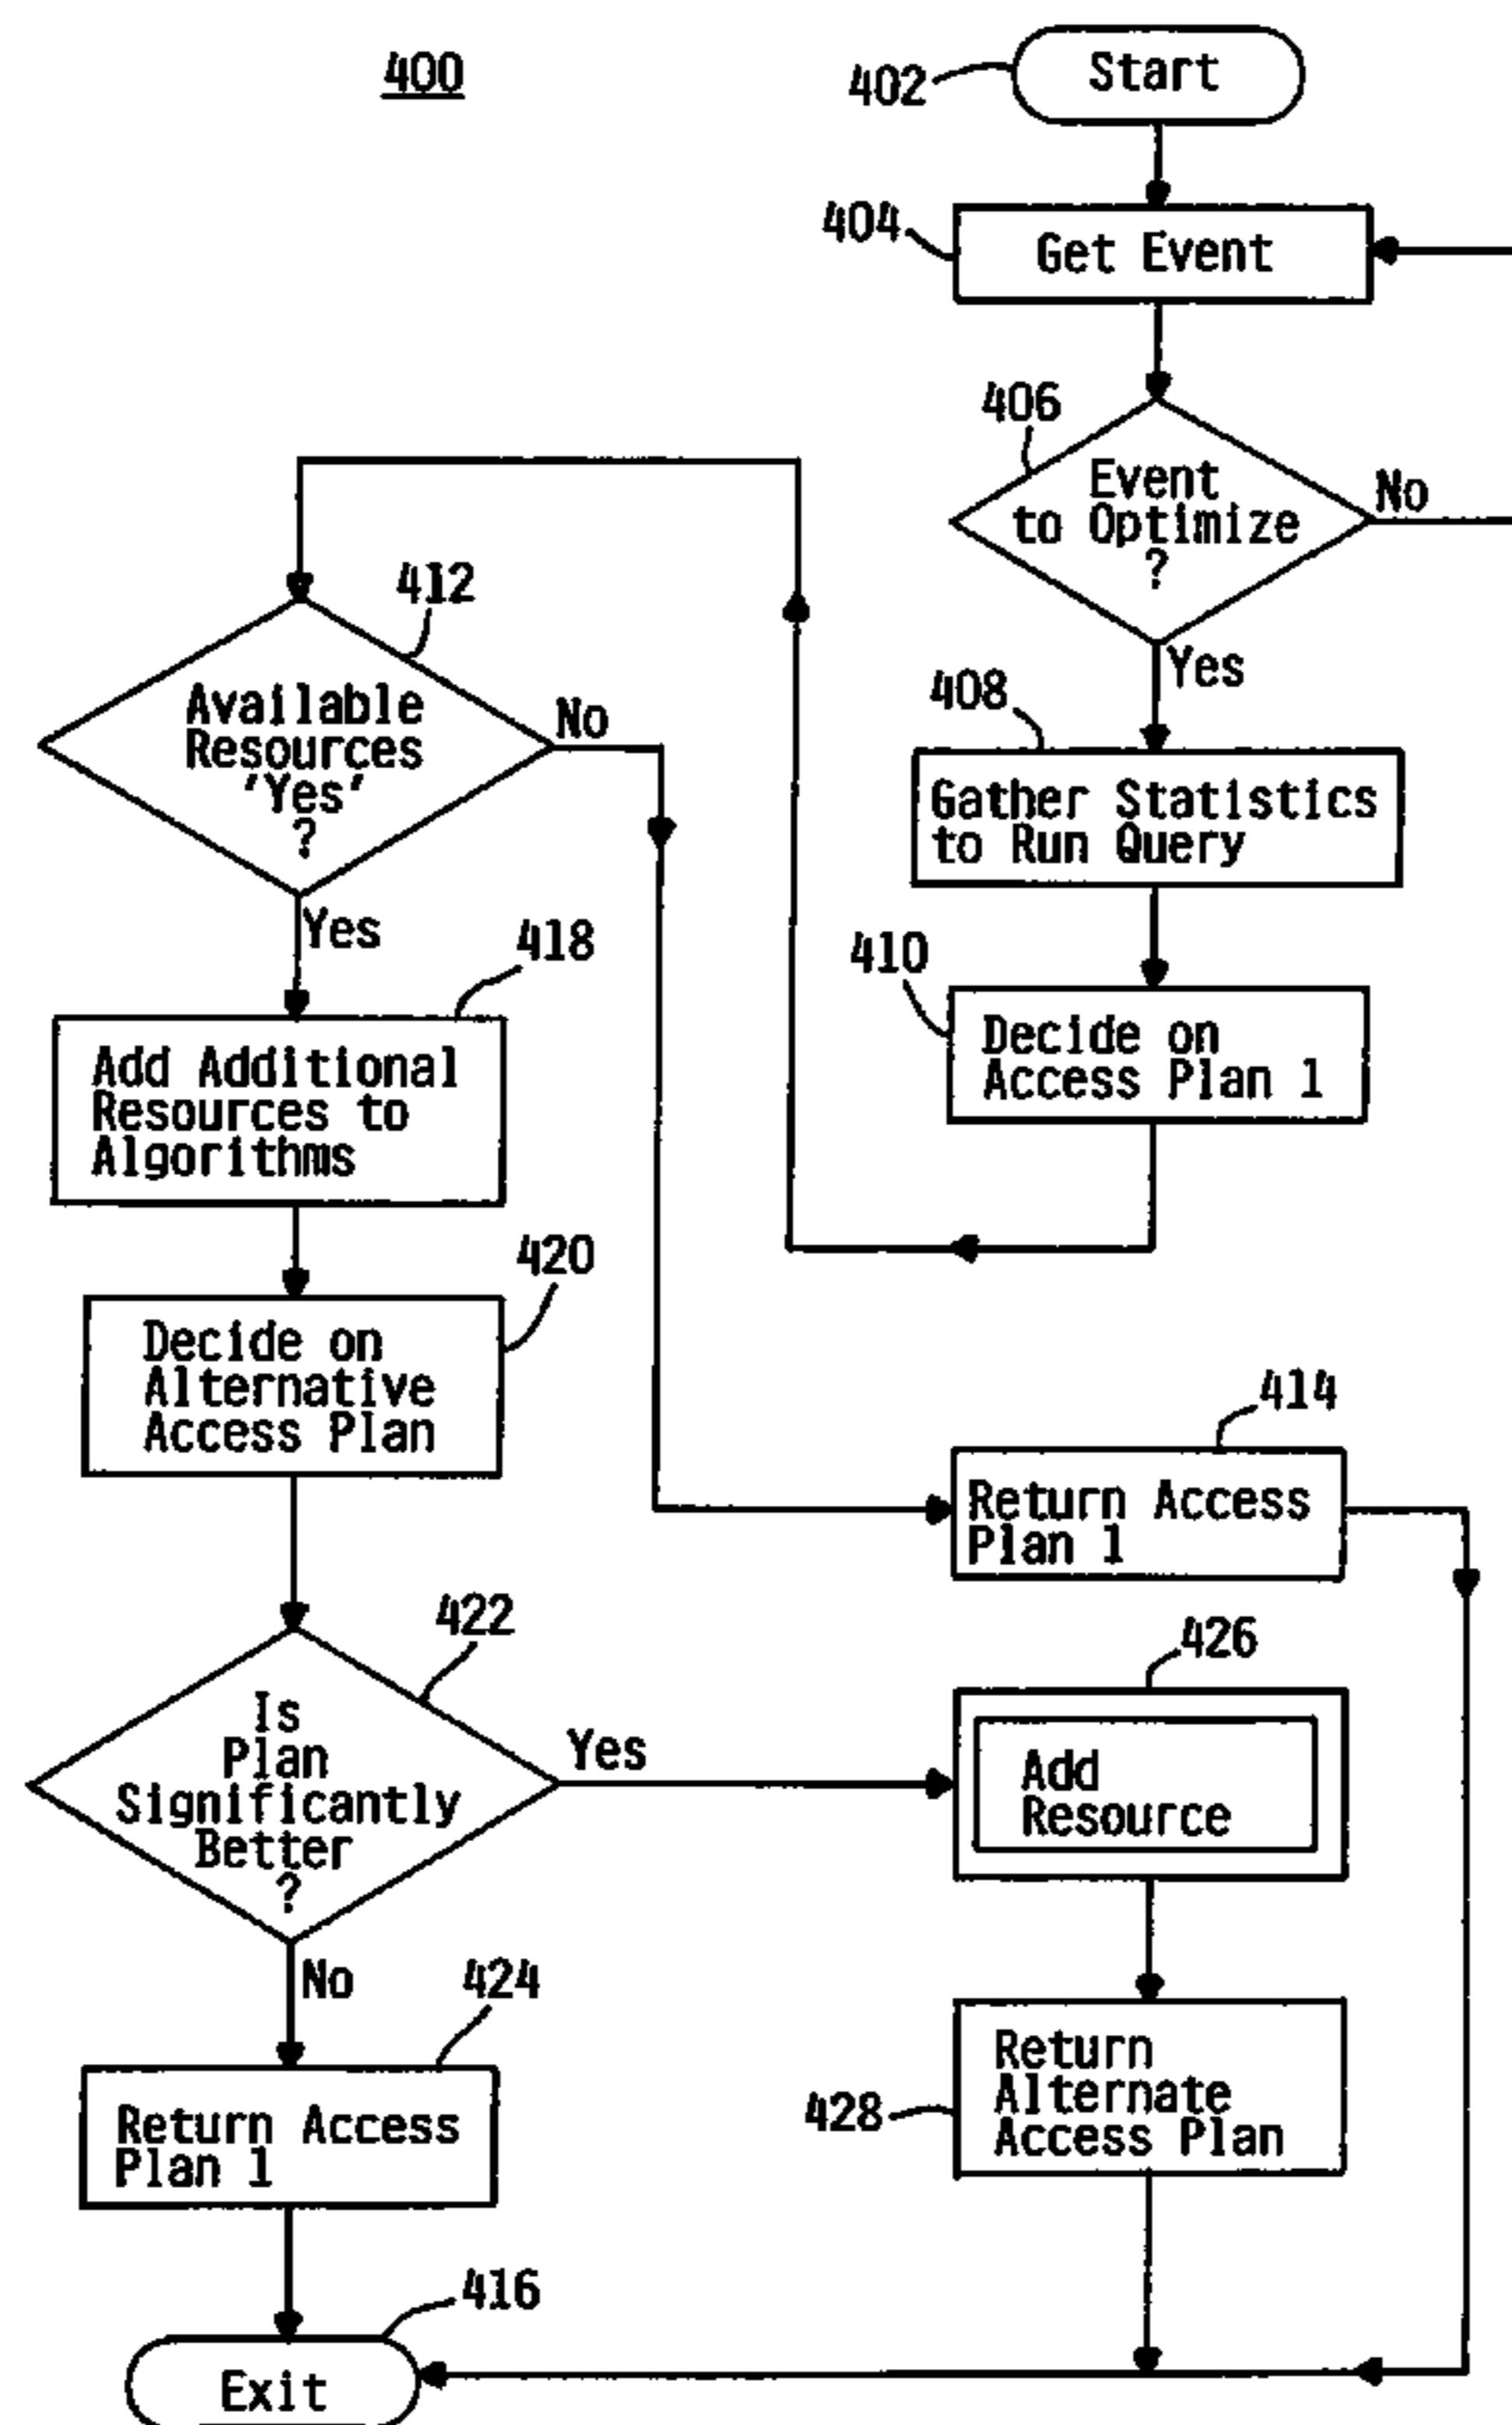 400
402
Start
404
Get Event
406
Event
to Optimize
?
No
Yes
408
Gather Statistics
to Run Query
410
Decide on
Access Plan 1
412
Available
Resources
'Yes'
?
No
Yes
418
Add Additional
Resources to
Algorithms
420
Decide on
Alternative
Access Plan
414
Return Access
Plan 1
422
Is
Plan
Significantly
Better
?
Yes
No
426
Add
Resource
424
Return Access
Plan 1
428
Return
Alternate
Access Plan
416
Exit